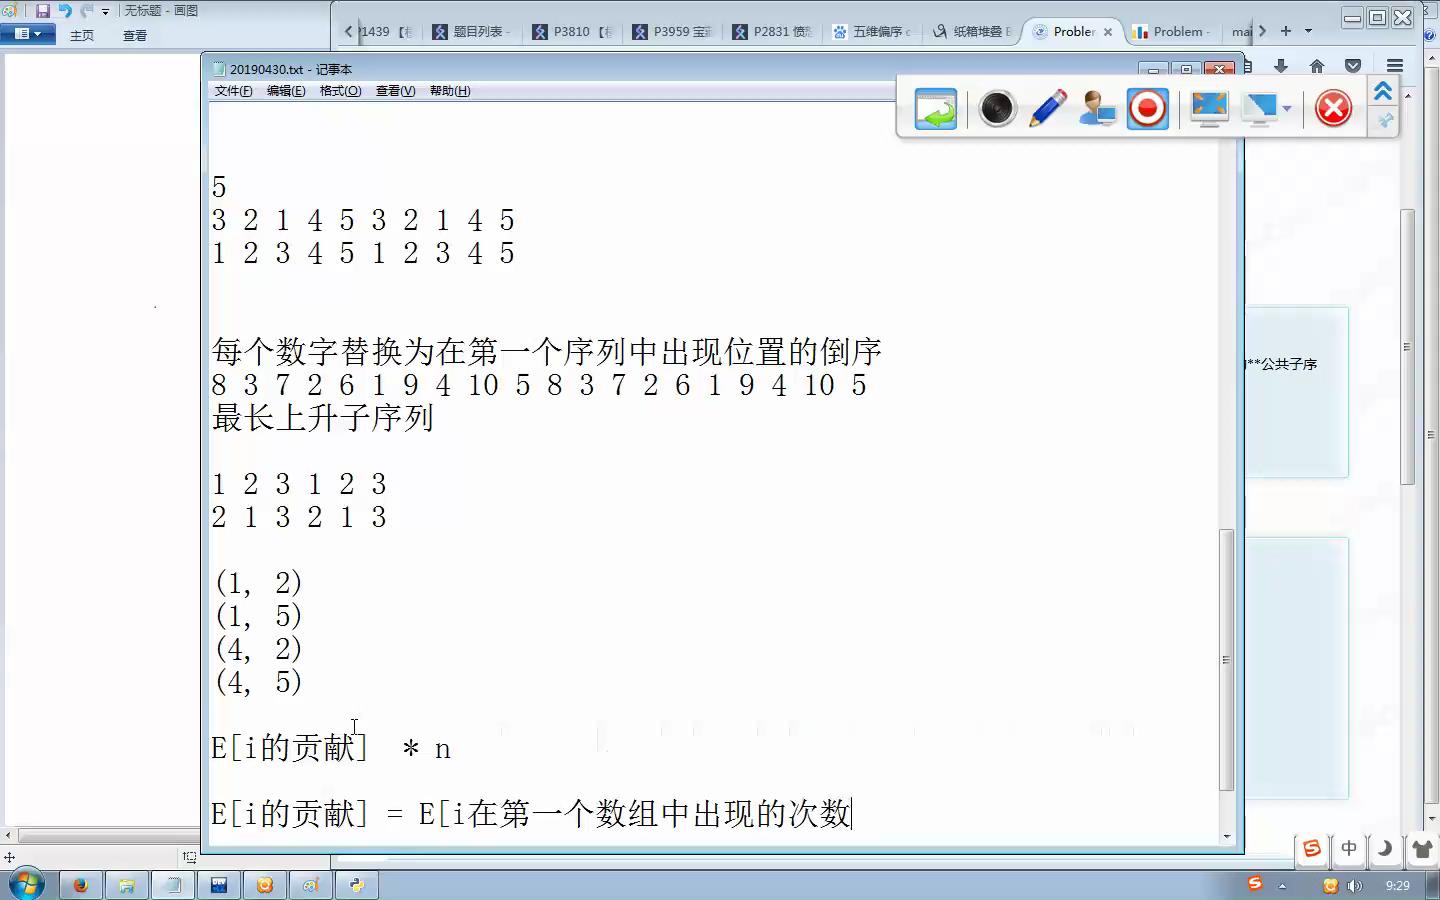 无标题 - 画图
主页 查看
P1439 【
题目列表 -
P3810 【
P3959 宝
P2831 愤
五维偏序 c
纸箱堆叠
Probler
Problem -
mai
20190430.txt - 记事本
文件(F) 编辑(E) 格式(O) 查看(V) 帮助(H)
5
3 2 1 4 5 3 2 1 4 5
1 2 3 4 5 1 2 3 4 5
每个数字替换为在第一个序列中出现位置的倒序
8 3 7 2 6 1 9 4 10 5 8 3 7 2 6 1 9 4 10 5
最长上升子序列
1 2 3 1 2 3
2 1 3 2 1 3
(1, 2)
(1, 5)
(4, 2)
(4, 5)
E[i的贡献] * n
E[i的贡献] = E[i在第一个数组中出现的次数
**公共子序
中
9:29